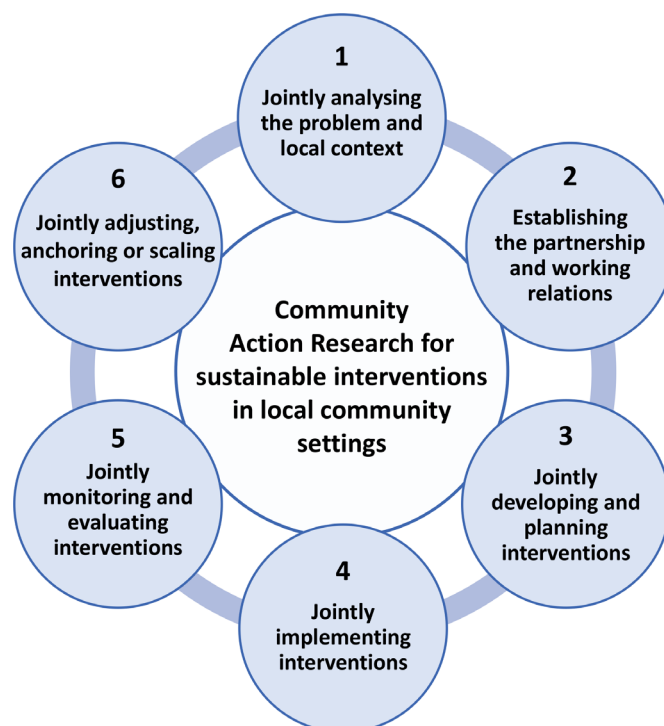 1
Jointly analysing
the problem and
local context
2
Establishing
the partnership
and working
relations
3
Jointly
developing and
planning
interventions
4
Jointly
implementing
interventions
5
Jointly
monitoring and
evaluating
interventions
6
Jointly adjusting,
anchoring or scaling
interventions
Community
Action Research for
sustainable interventions
in local community
settings